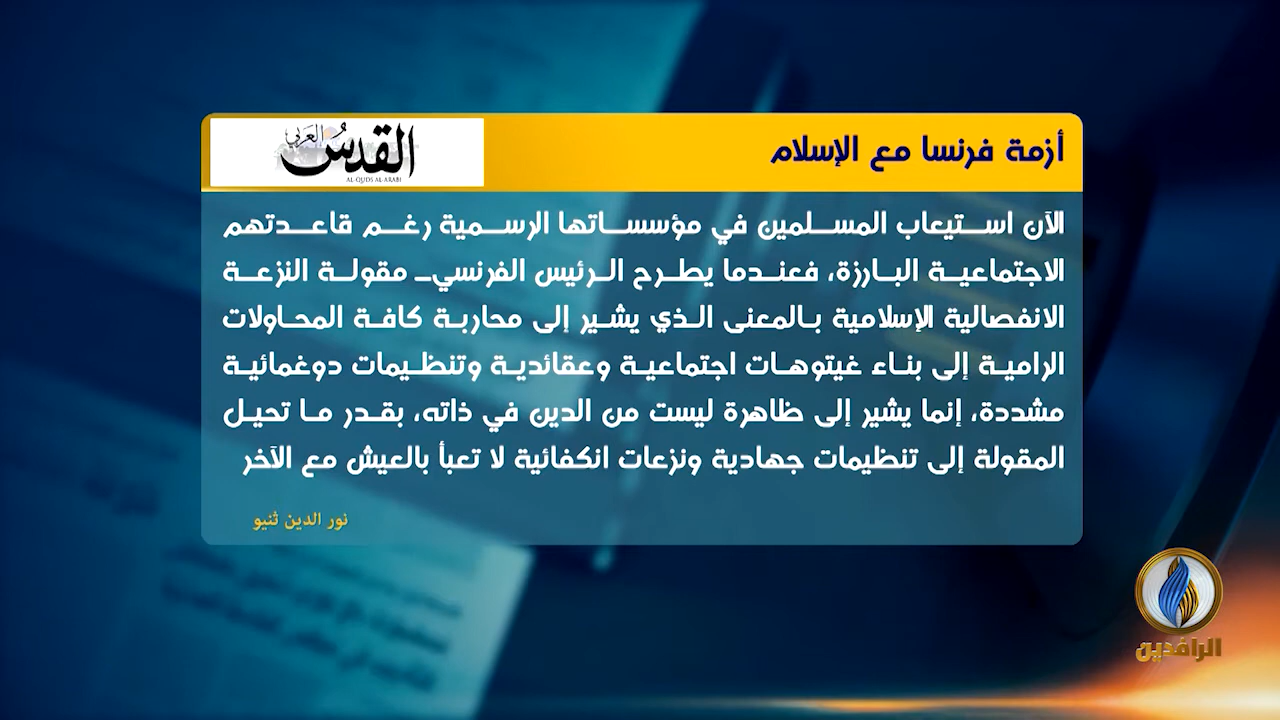 أزمة فرنسا مع الإسلام
القدس العربي
AL-QUDS AL-ARABI
الآن استيعاب المسلمين في مؤسساتها الرسمية رغم قاعدتهم
الاجتماعية البارزة، فعندما يطرح الرئيس الفرنسي- مقولة النزعة
الانفصالية الإسلامية بالمعنى الذي يشير إلى محاربة كافة المحاولات
الرامية إلى بناء غيتوهات اجتماعية وعقائدية وتنظيمات دوغمائية
مشددة، إنما يشير إلى ظاهرة ليست من الدين في ذاته، بقدر ما تحيل
المقولة إلى تنظيمات جهادية ونزعات انكفائية لا تعبأ بالعيش مع الآخر
نور الدين ثنيو
الرافدين